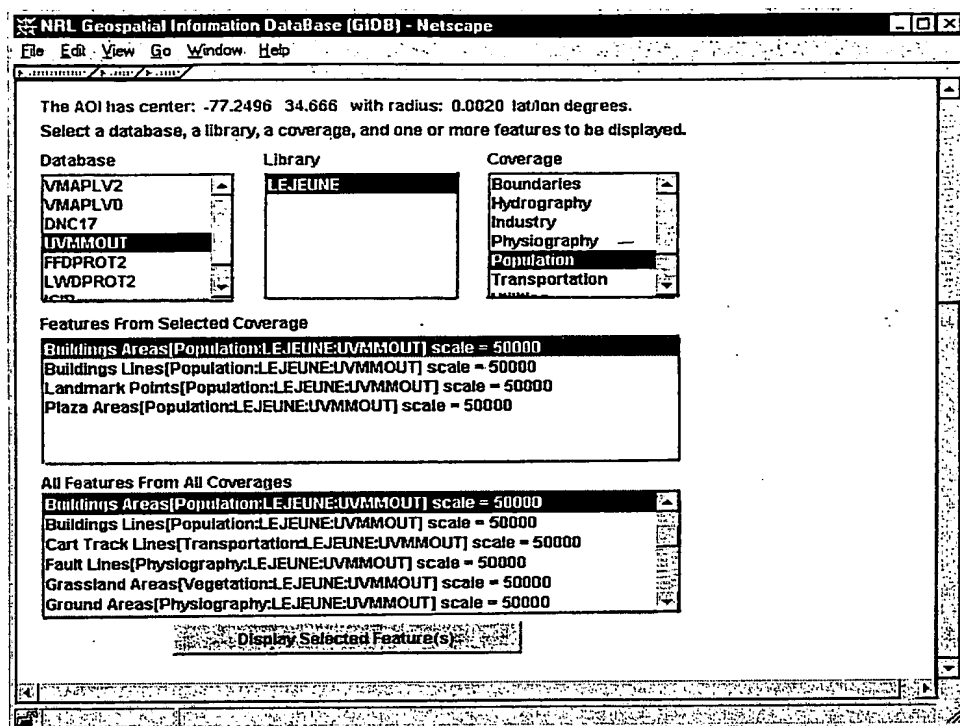 NRL Geospatial Information DataBase (GIDB) - Netscape
File Edit View Go Window Help
The AOI has center: -77.2496 34.666 with radius: 0.0020 lat/lon degrees.
Select a database, a library, a coverage, and one or more features to be displayed.
Database Library Coverage
VMAPLV2
VMAPLV0
DNC17
UVMMOUT
FFDPROT2
LWDPROT2
LEJEUNE
Boundaries
Hydrography
Industry
Physiography
Population
Transportation
Features From Selected Coverage
Buildings Areas[Population:LEJEUNE:UVMMOUT] scale = 50000
Buildings Lines[Population:LEJEUNE:UVMMOUT] scale = 50000
Landmark Points[Population:LEJEUNE:UVMMOUT] scale = 50000
Plaza Areas[Population:LEJEUNE:UVMMOUT] scale = 50000
All Features From All Coverages
Buildings Areas[Population:LEJEUNE:UVMMOUT] scale = 50000
Buildings Lines[Population:LEJEUNE:UVMMOUT] scale = 50000
Cart Track Lines[Transportation:LEJEUNE:UVMMOUT] scale = 50000
Fault Lines[Physiography:LEJEUNE:UVMMOUT] scale = 50000
Grassland Areas[Vegetation:LEJEUNE:UVMMOUT] scale = 50000
Ground Areas[Physiography:LEJEUNE:UVMMOUT] scale = 50000
Display Selected Feature(s)